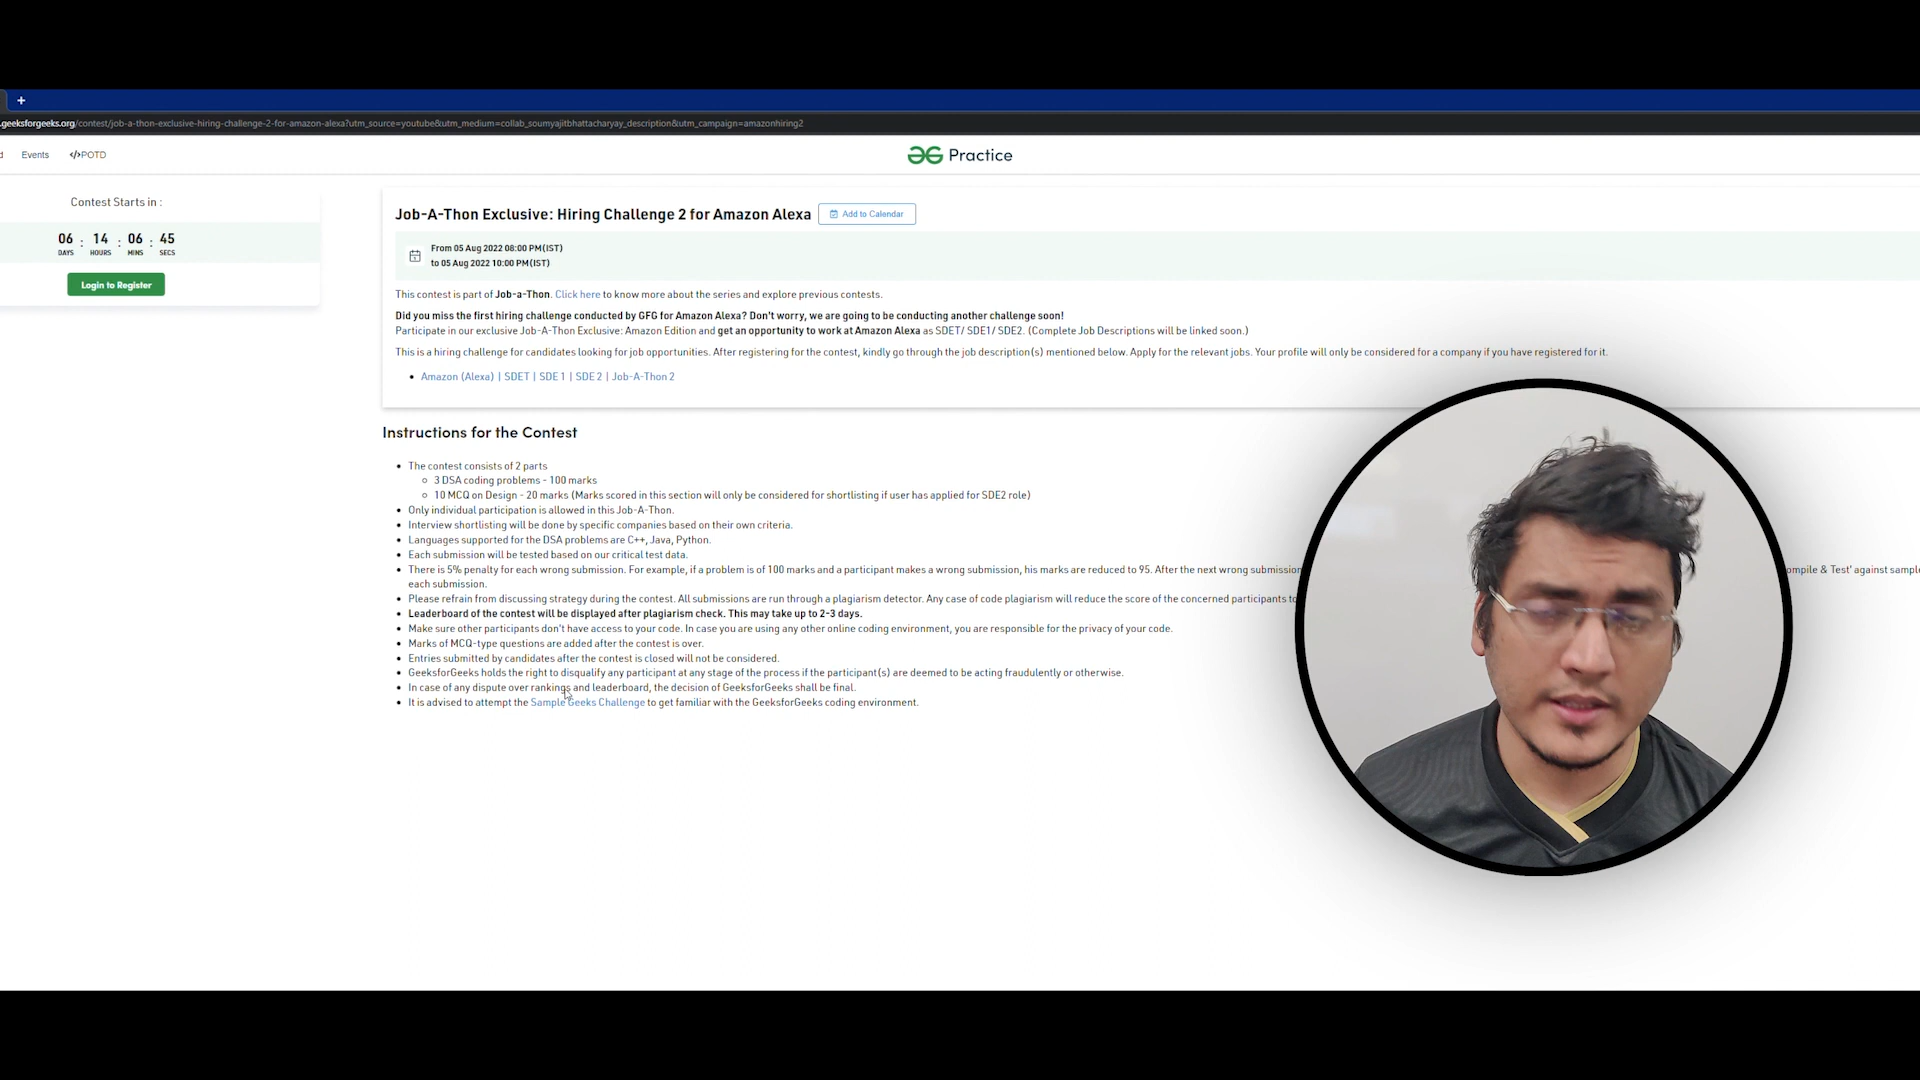 +
.geeksforgeeks.org/contest/job-a-thon-exclusive-hiring-challenge-2-for-amazon-alexa?utm_source=youtube&utm_medium=collab_soumyajitbhattacharyay_description&utm_campaign=amazonhiring2
Events </>POTD
Practice
Contest Starts in :
06 : 14 : 06 : 45
DAYS HOURS MINS SECS
Login to Register
Job-A-Thon Exclusive: Hiring Challenge 2 for Amazon Alexa Add to Calendar
From 05 Aug 2022 08:00 PM(IST)
to 05 Aug 2022 10:00 PM(IST)
This contest is part of Job-a-Thon. Click here to know more about the series and explore previous contests.
Did you miss the first hiring challenge conducted by GFG for Amazon Alexa? Don't worry, we are going to be conducting another challenge soon!
Participate in our exclusive Job-A-Thon Exclusive: Amazon Edition and get an opportunity to work at Amazon Alexa as SDET/ SDE1/ SDE2. (Complete Job Descriptions will be linked soon.)
This is a hiring challenge for candidates looking for job opportunities. After registering for the contest, kindly go through the job description(s) mentioned below. Apply for the relevant jobs. Your profile will only be considered for a company if you have registered for it.
• Amazon (Alexa) | SDET | SDE 1 | SDE 2 | Job-A-Thon 2
Instructions for the Contest
• The contest consists of 2 parts
○ 3 DSA coding problems - 100 marks
○ 10 MCQ on Design - 20 marks (Marks scored in this section will only be considered for shortlisting if user has applied for SDE2 role)
• Only individual participation is allowed in this Job-A-Thon.
• Interview shortlisting will be done by specific companies based on their own criteria.
• Languages supported for the DSA problems are C++, Java, Python.
• Each submission will be tested based on our critical test data.
• There is 5% penalty for each wrong submission. For example, if a problem is of 100 marks and a participant makes a wrong submission, his marks are reduced to 95. After the next wrong submission ompile & Test' against sampl
each submission.
• Please refrain from discussing strategy during the contest. All submissions are run through a plagiarism detector. Any case of code plagiarism will reduce the score of the concerned participants to
• Leaderboard of the contest will be displayed after plagiarism check. This may take up to 2-3 days.
• Make sure other participants don't have access to your code. In case you are using any other online coding environment, you are responsible for the privacy of your code.
• Marks of MCQ-type questions are added after the contest is over.
• Entries submitted by candidates after the contest is closed will not be considered.
• GeeksforGeeks holds the right to disqualify any participant at any stage of the process if the participant(s) are deemed to be acting fraudulently or otherwise.
• In case of any dispute over rankings and leaderboard, the decision of GeeksforGeeks shall be final.
• It is advised to attempt the Sample Geeks Challenge to get familiar with the GeeksforGeeks coding environment.